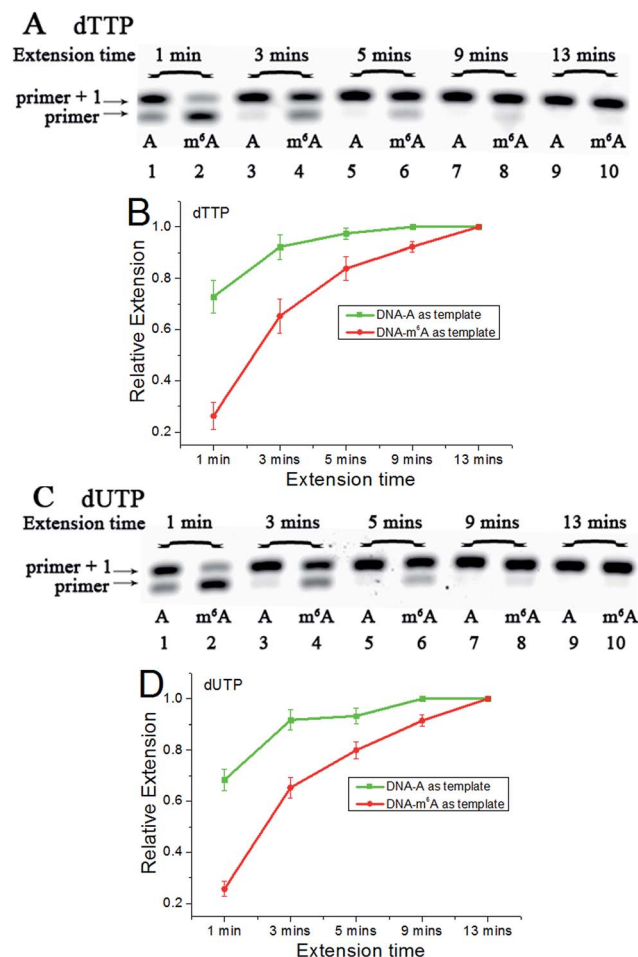 A dTTP
Extension time 1 min 3 mins 5 mins 9 mins 13 mins
primer + 1
primer
A m⁶A A m⁶A A m⁶A A m⁶A A m⁶A
1 2 3 4 5 6 7 8 9 10
B
dTTP
1.0
0.8
0.6
0.4
0.2
Relative Extension
DNA-A as template
DNA-m⁶A as template
1 min 3 mins 5 mins 9 mins 13 mins
Extension time
C dUTP
Extension time 1 min 3 mins 5 mins 9 mins 13 mins
primer + 1
primer
A m⁶A A m⁶A A m⁶A A m⁶A A m⁶A
1 2 3 4 5 6 7 8 9 10
D
dUTP
1.0
0.8
0.6
0.4
0.2
Relative Extension
DNA-A as template
DNA-m⁶A as template
1 min 3 mins 5 mins 9 mins 13 mins
Extension time